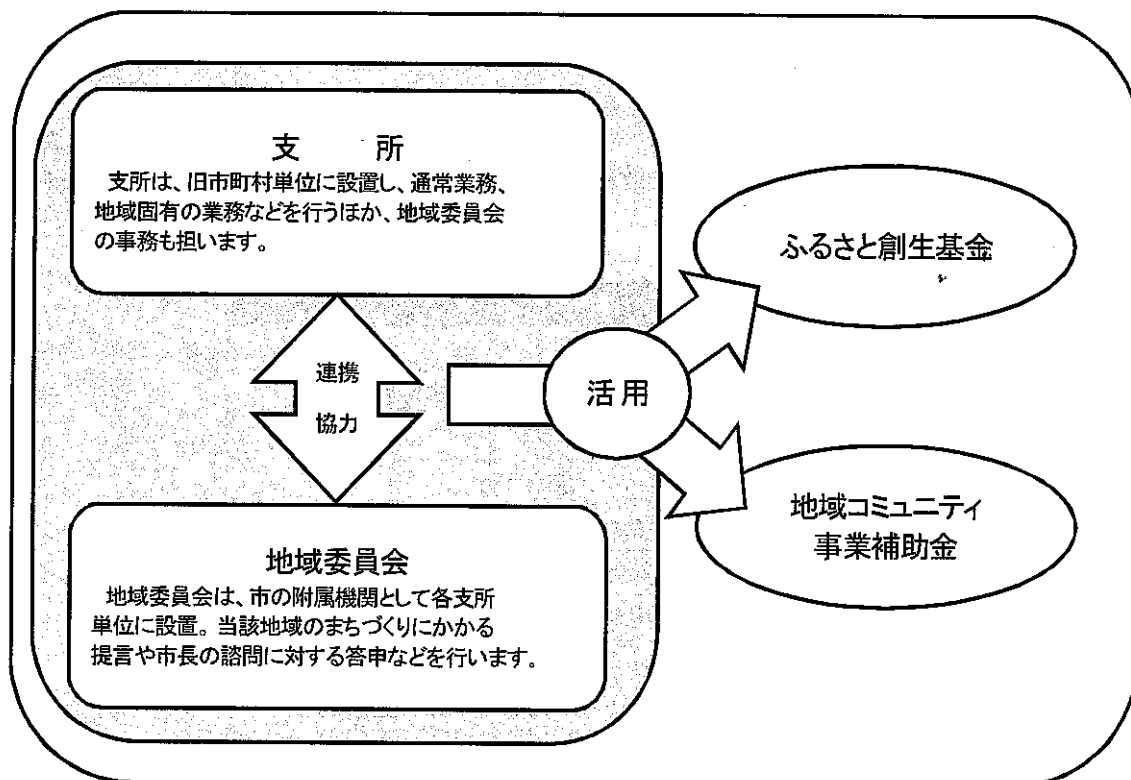 支 所
支所は、旧市町村単位に設置し、通常業務、
地域固有の業務などを行うほか、地域委員会
の事務も担います。
連携
協力
地域委員会
地域委員会は、市の附属機関として各支所
単位に設置。当該地域のまちづくりにかかる
提言や市長の諮問に対する答申などを行います。
活用
ふるさと創生基金
地域コミュニティ
事業補助金